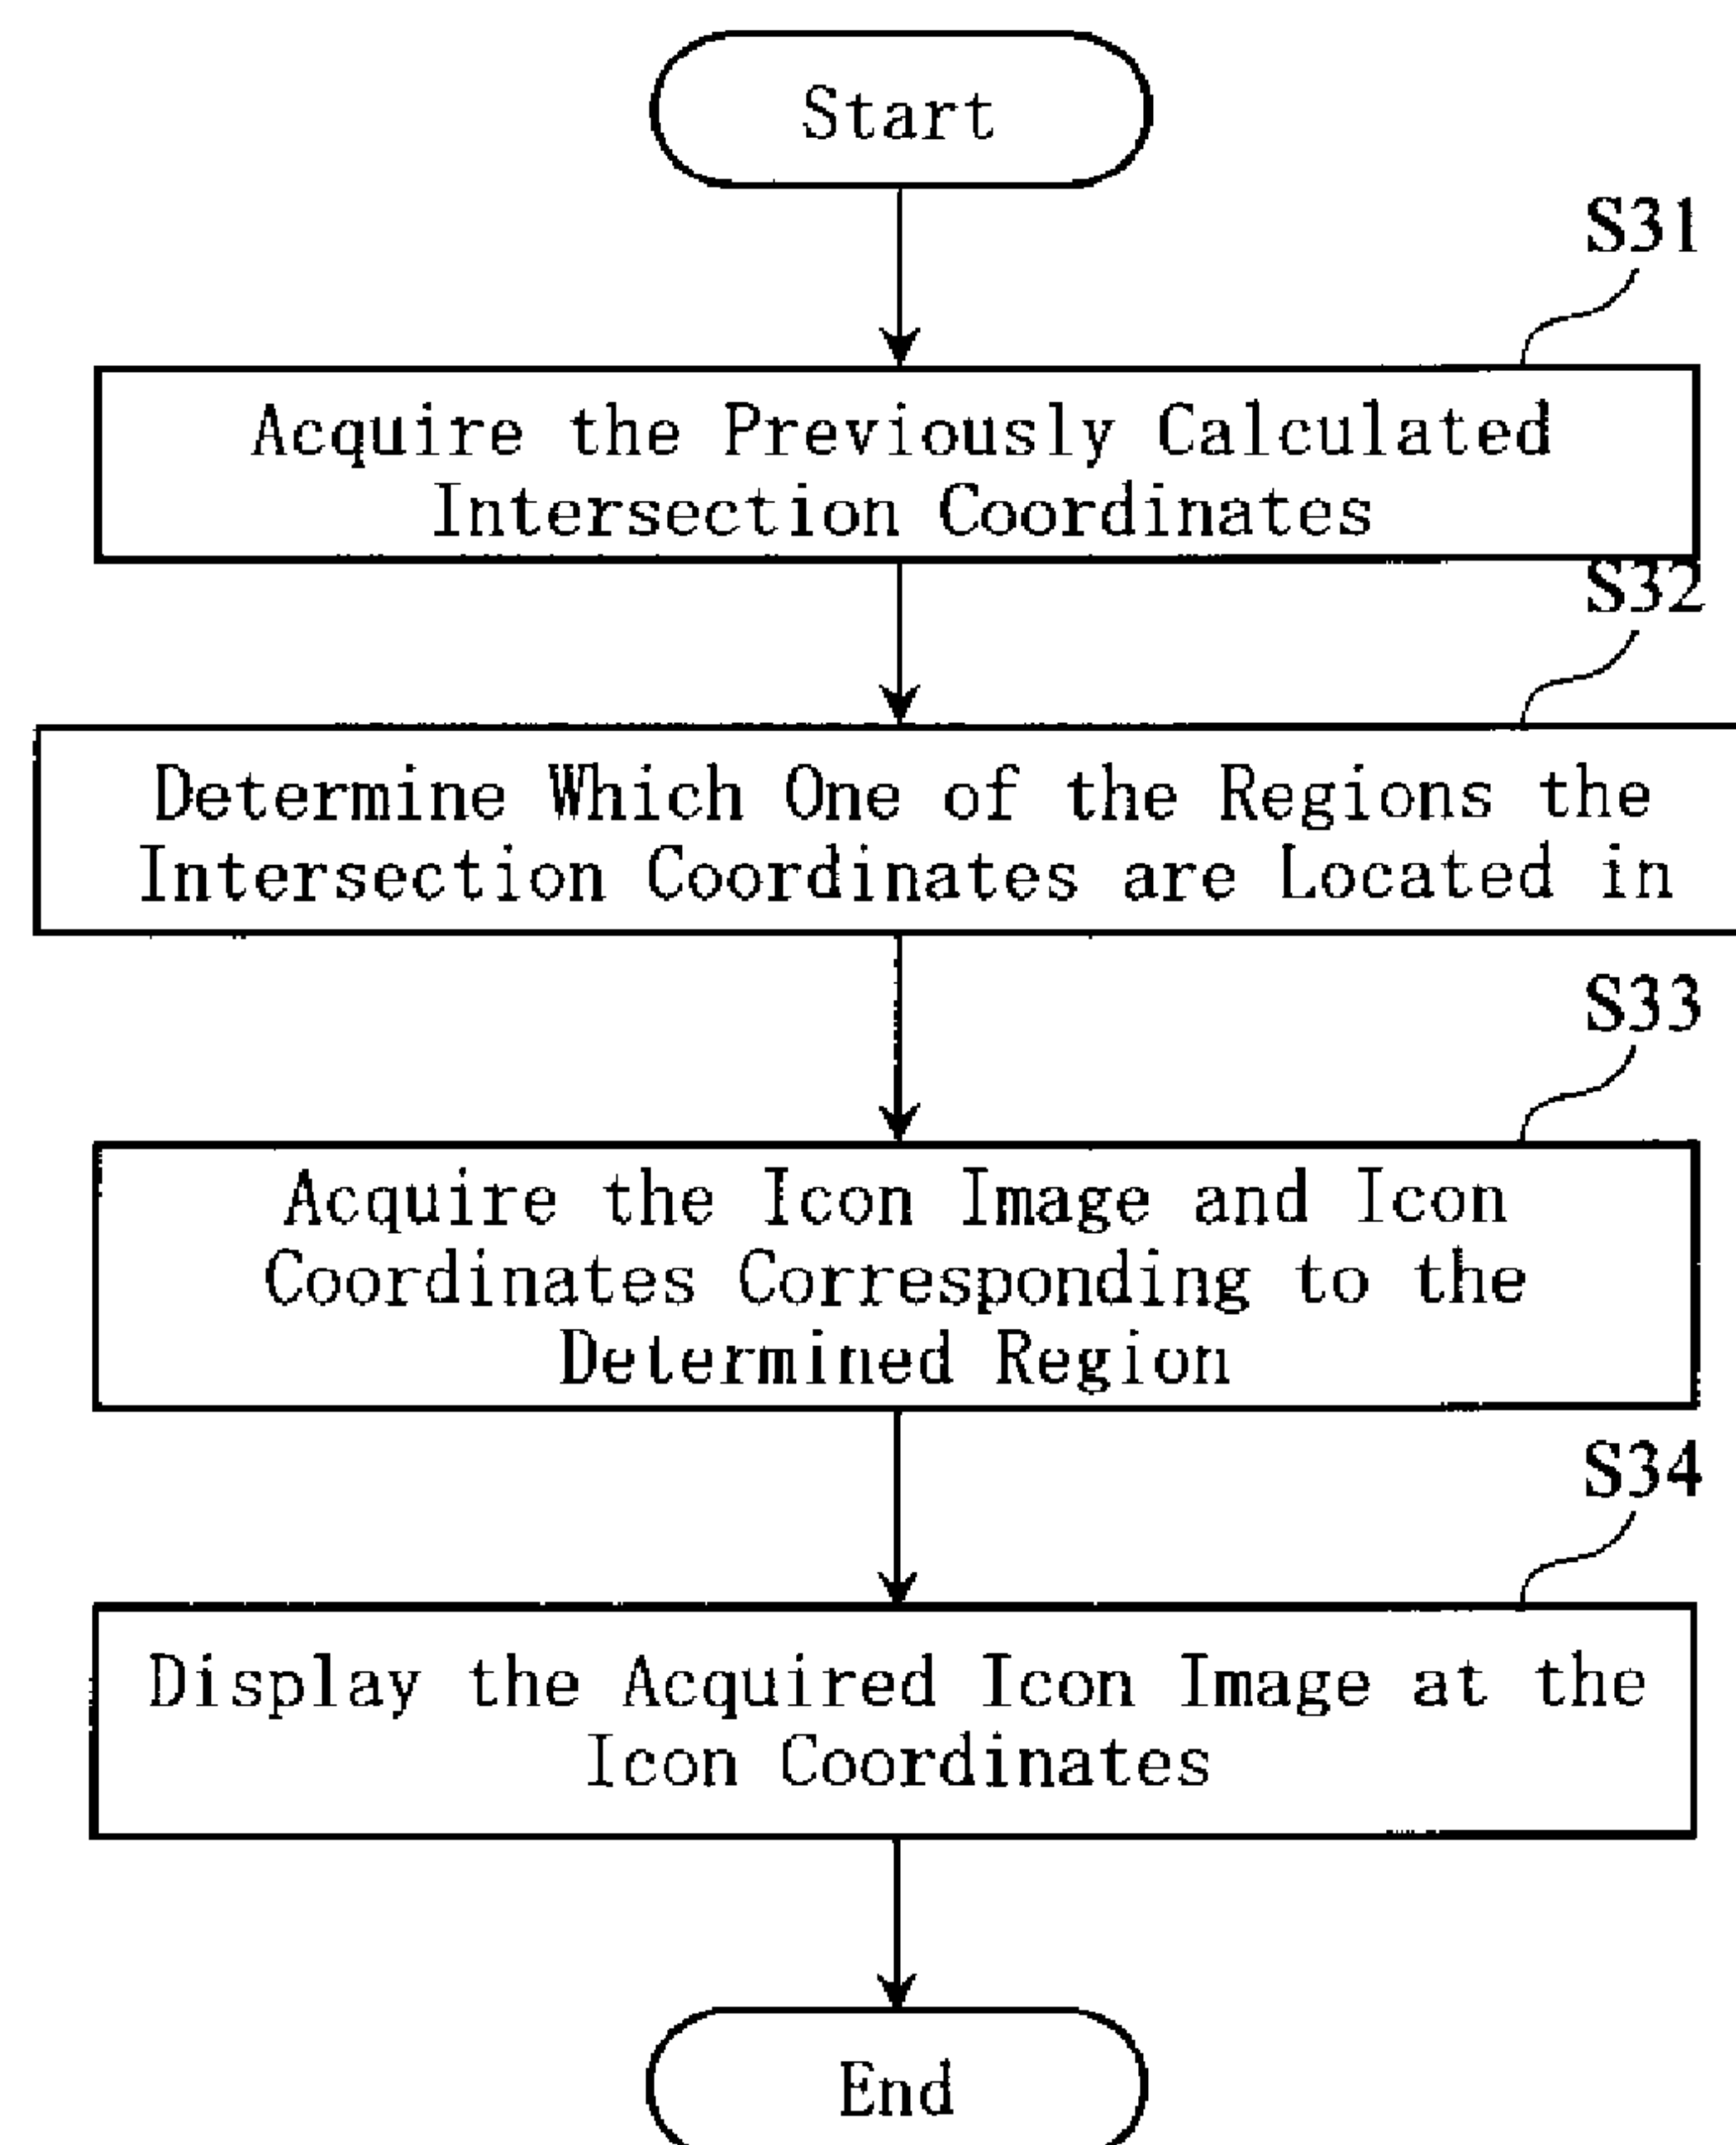 Start
S31
Acquire the Previously Calculated
Intersection Coordinates
S32
Determine Which One of the Regions the
Intersection Coordinates are Located in
S33
Acquire the Icon Image and Icon
Coordinates Corresponding to the
Determined Region
S34
Display the Acquired Icon Image at the
Icon Coordinates
End